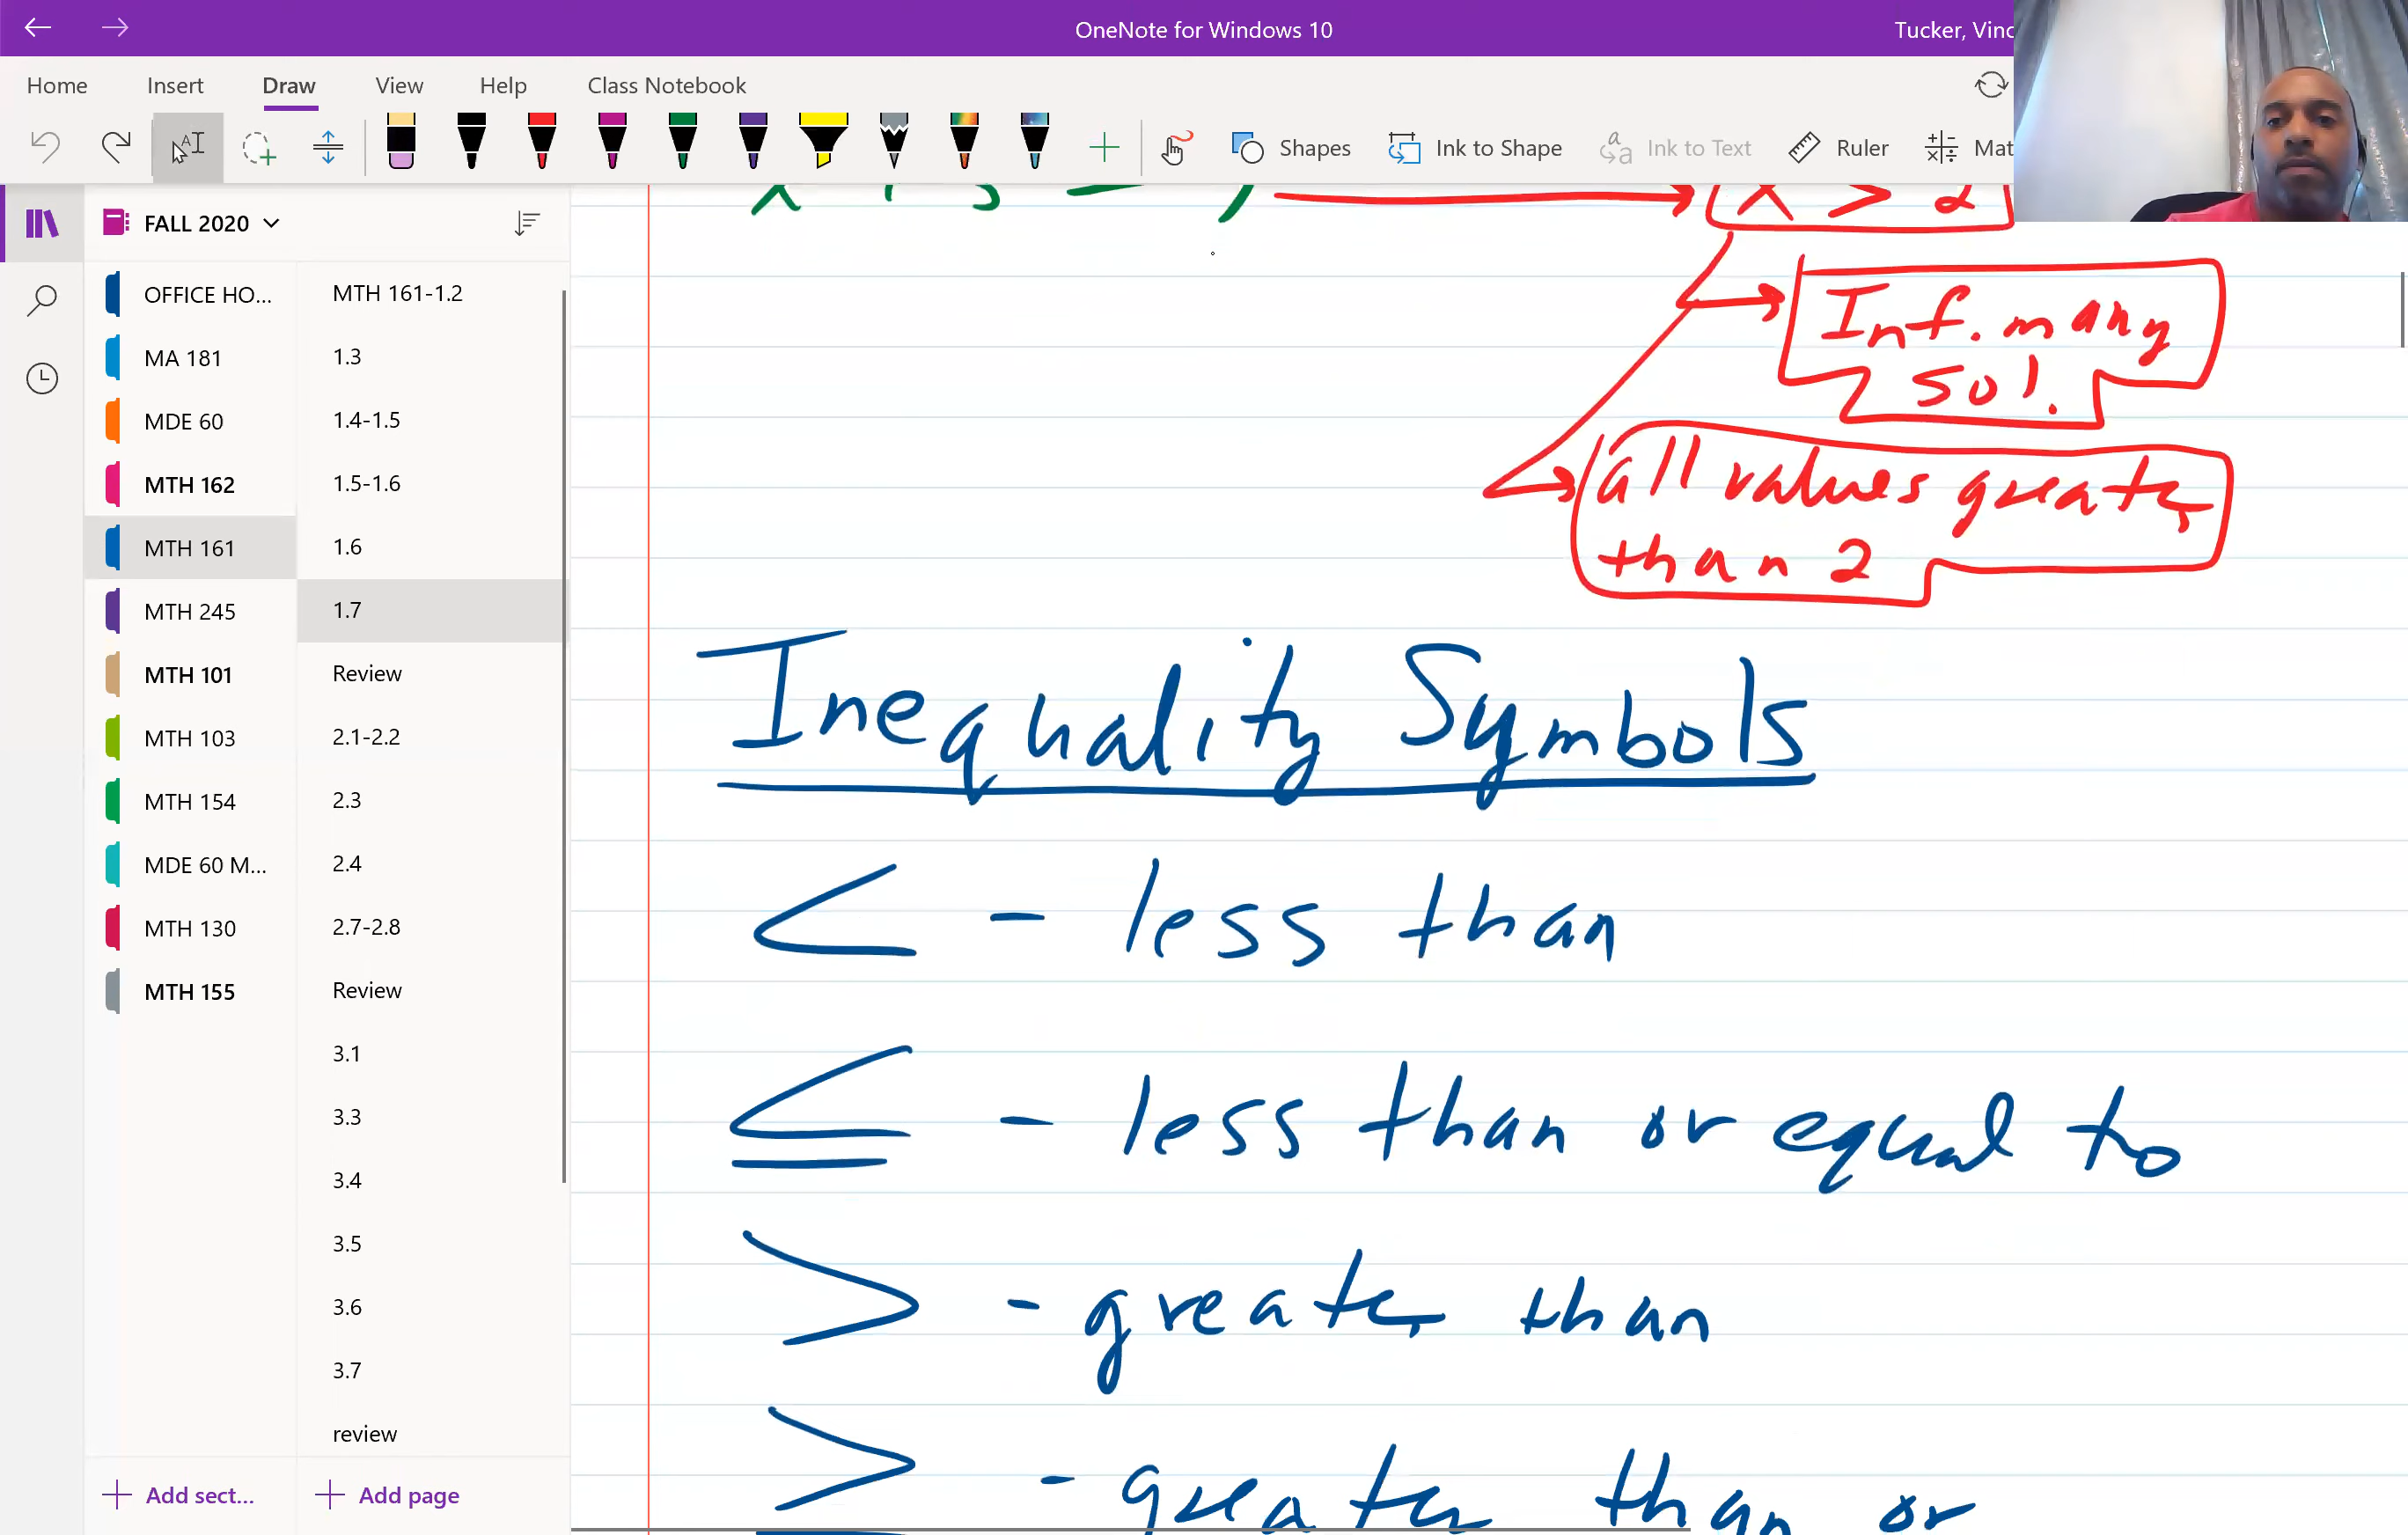 OneNote for Windows 10
Tucker, Vinc
Home Insert Draw View Help Class Notebook
Shapes Ink to Shape Ink to Text Ruler Mat
FALL 2020
OFFICE HO...
MA 181
MDE 60
MTH 162
MTH 161
MTH 245
MTH 101
MTH 103
MTH 154
MDE 60 M...
MTH 130
MTH 155
Add sect...
MTH 161-1.2
1.3
1.4-1.5
1.5-1.6
1.6
1.7
Review
2.1-2.2
2.3
2.4
2.7-2.8
Review
3.1
3.3
3.4
3.5
3.6
3.7
review
Add page
x > 2
Inf. many
sol.
all values greater
than 2
Inequality Symbols
< - less than
≤ - less than or equal to
> - greater than
≥ - greater than or